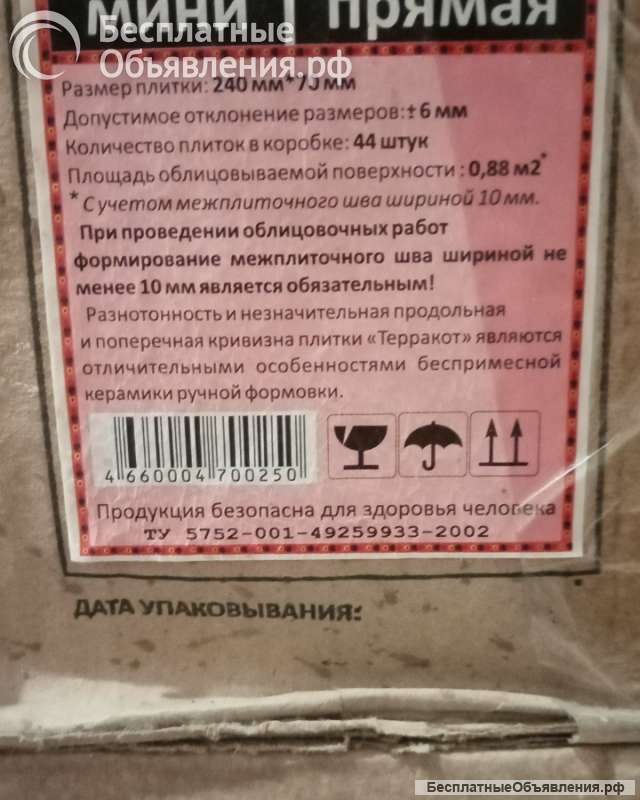 мини прямая
Бесплатные
Объявления.рф
Размер плитки: 240 мм*75 мм
Допустимое отклонение размеров:±6 мм
Количество плиток в коробке: 44 штук
Площадь облицовываемой поверхности : 0,88 м2*
* С учетом межплиточного шва шириной 10 мм.
При проведении облицовочных работ
формирование межплиточного шва шириной не
менее 10 мм является обязательным!
Разнотонность и незначительная продольная
и поперечная кривизна плитки «Терракот» являются
отличительными особенностями беспримесной
керамики ручной формовки.
4 660004 700250
Продукция безопасна для здоровья человека
ТУ 5752-001-49259933-2002
ДАТА УПАКОВЫВАНИЯ:
БесплатныеОбъявления.рф